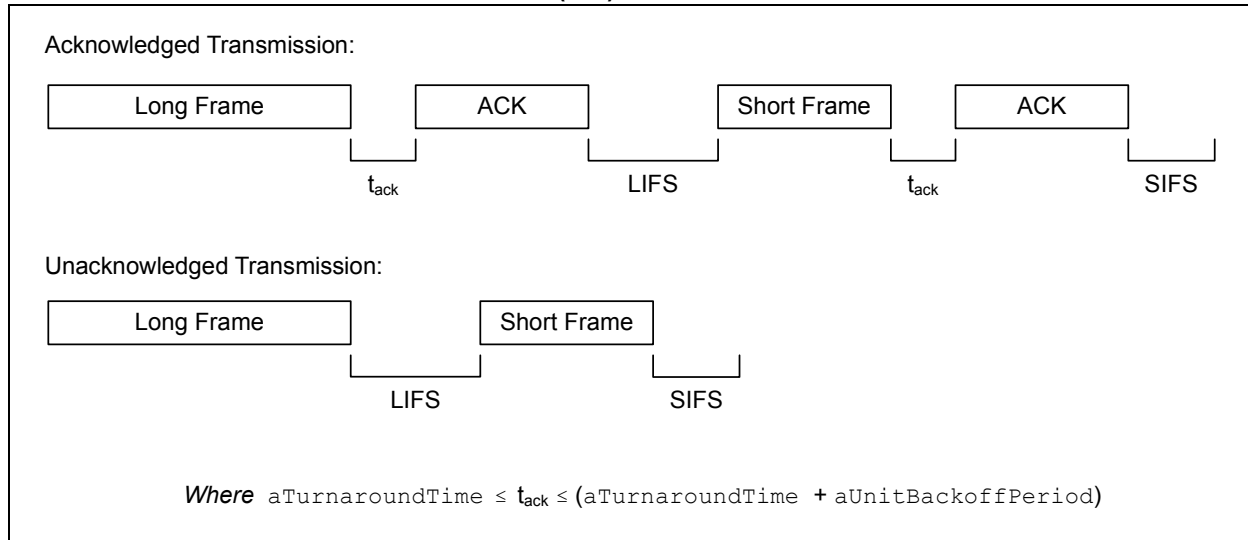 Acknowledged Transmission:
Long Frame ACK Short Frame ACK
tack LIFS tack SIFS
Unacknowledged Transmission:
Long Frame Short Frame
LIFS SIFS
Where aTurnaroundTime ≤ tack ≤ (aTurnaroundTime + aUnitBackoffPeriod)